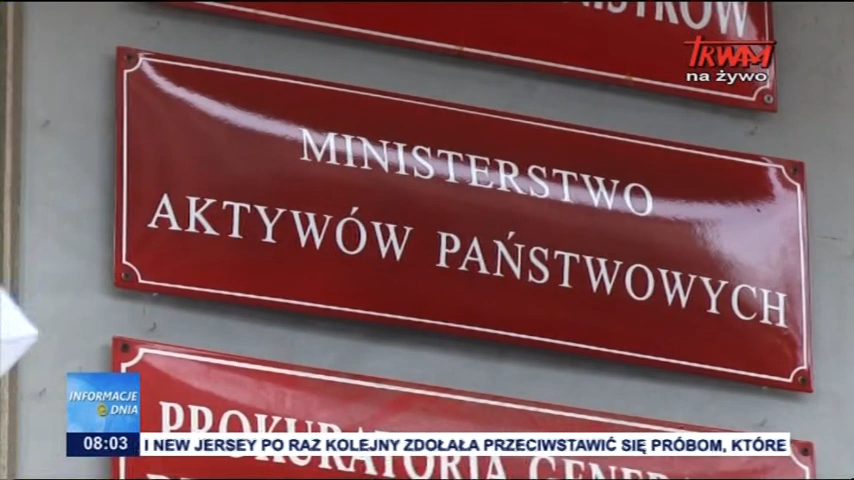 TRWAM
na żywo
MINISTERSTWO
AKTYWÓW PAŃSTWOWYCH
INFORMACJE
DNIA
08:03
I NEW JERSEY PO RAZ KOLEJNY ZDOŁAŁA PRZECIWSTAWIĆ SIĘ PRÓBOM, KTÓRE